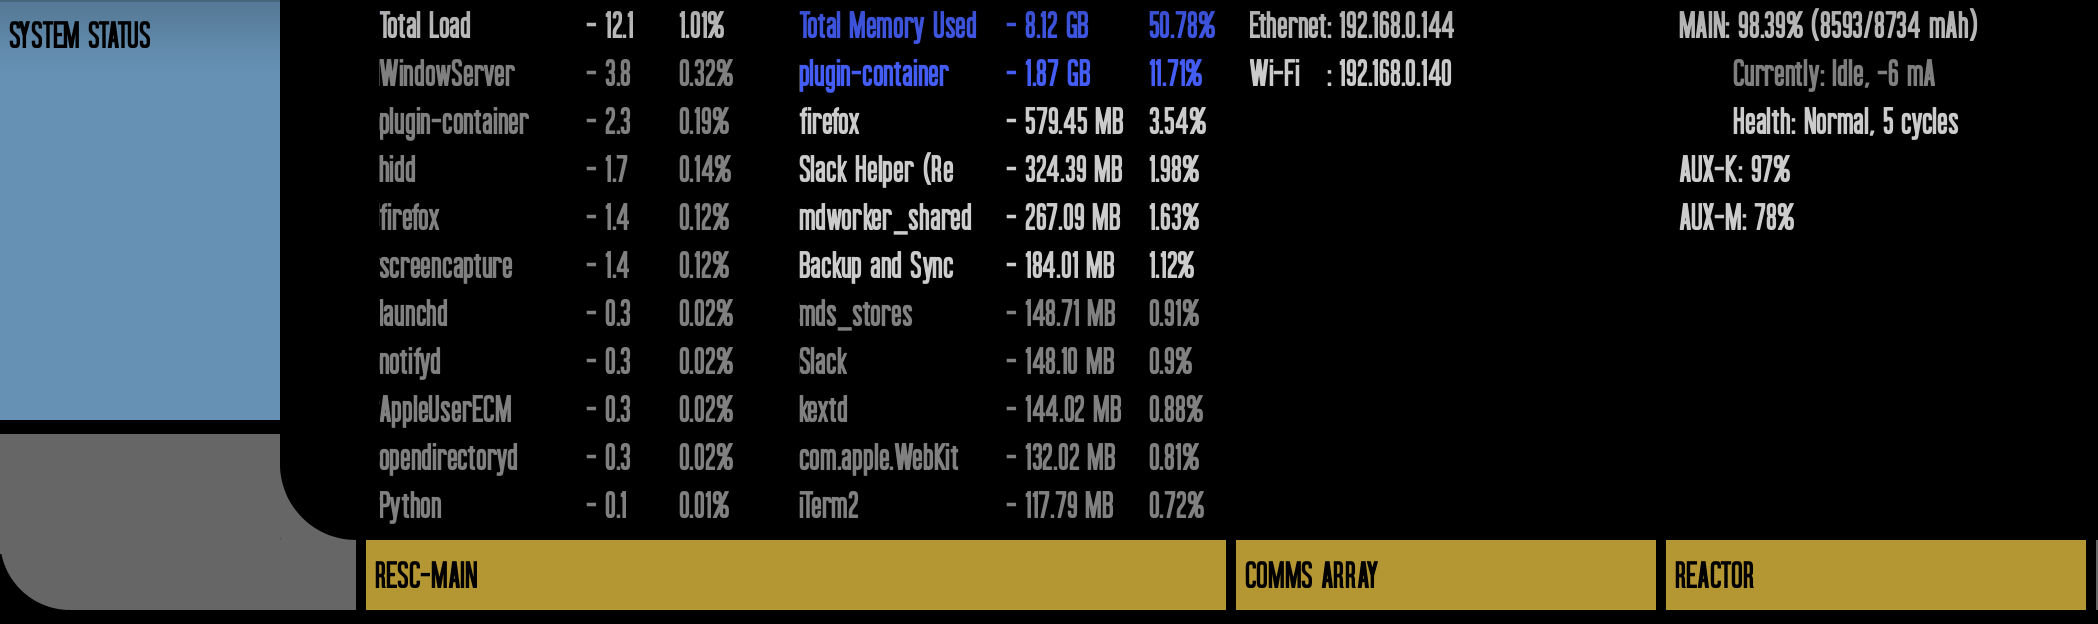 SYSTEM STATUS
Total Load - 12.1 1.01% Total Memory Used - 8.12 GB 50.78% Ethernet: 192.168.0.144 MAIN: 98.39% (8593/8734 mAh)
WindowServer - 3.8 0.32% plugin-container - 1.87 GB 11.71% Wi-Fi : 192.168.0.140 Currently: Idle, -6 mA
plugin-container - 2.3 0.19% firefox - 579.45 MB 3.54% Health: Normal, 5 cycles
hidd - 1.7 0.14% Slack Helper (Re - 324.39 MB 1.98% AUX-K: 97%
firefox - 1.4 0.12% mdworker_shared - 267.09 MB 1.63% AUX-M: 78%
screencapture - 1.4 0.12% Backup and Sync - 184.01 MB 1.12%
launchd - 0.3 0.02% mds_stores - 148.71 MB 0.91%
notifyd - 0.3 0.02% Slack - 148.10 MB 0.9%
AppleUserECM - 0.3 0.02% kextd - 144.02 MB 0.88%
opendirectoryd - 0.3 0.02% com.apple.WebKit - 132.02 MB 0.81%
Python - 0.1 0.01% iTerm2 - 117.79 MB 0.72%
RESC-MAIN COMMS ARRAY REACTOR